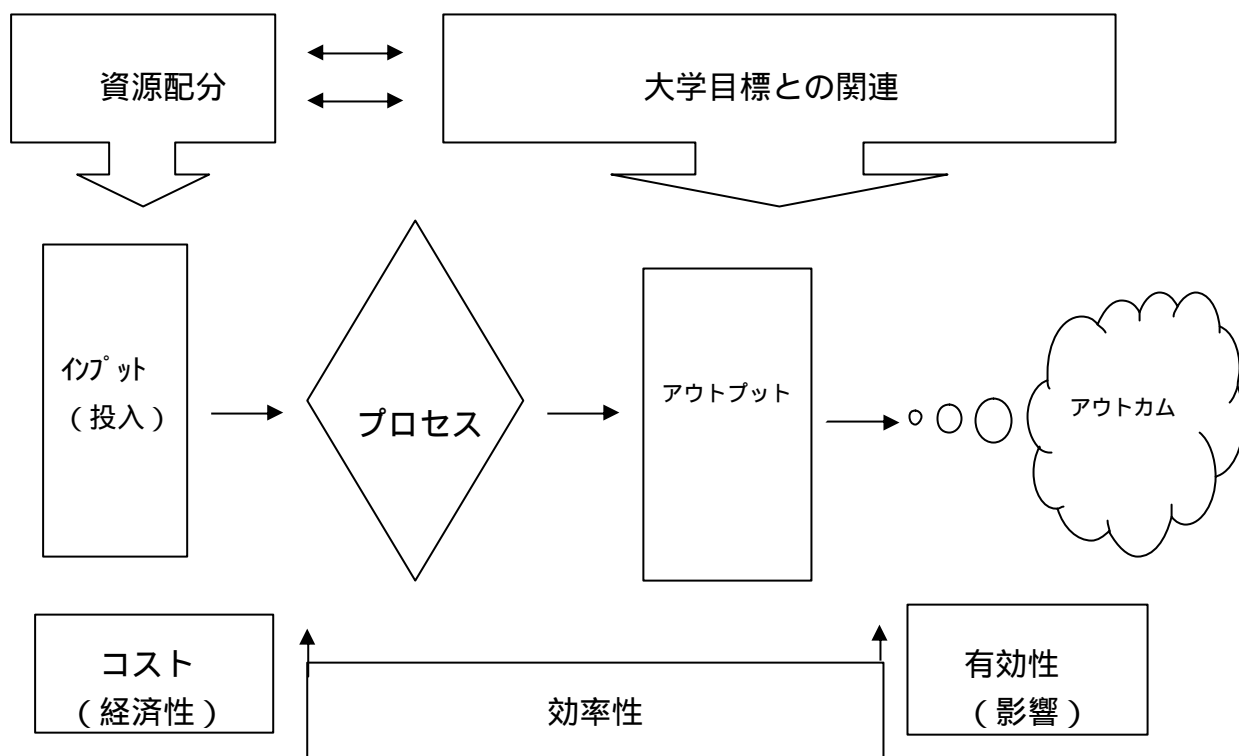 資源配分
大学目標との関連
ｲﾝﾌﾟｯﾄ
（投入）
プロセス
アウトプット
アウトカム
コスト
（経済性）
効率性
有効性
（影響）